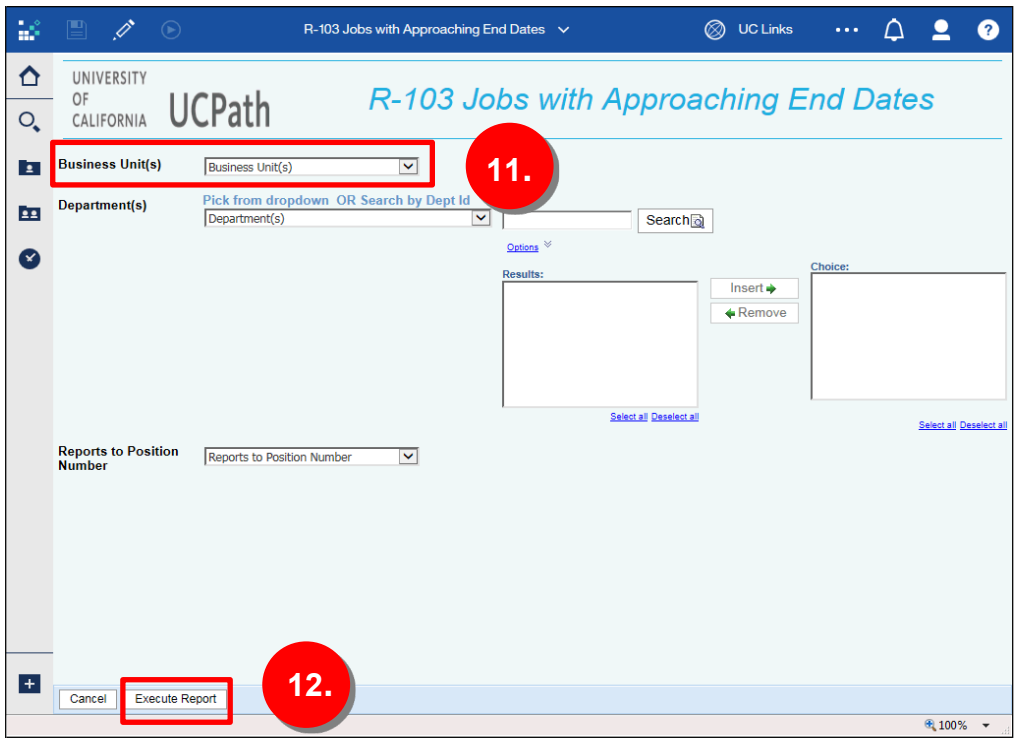 R-103 Jobs with Approaching End Dates
UC Links
?
UNIVERSITY
OF
CALIFORNIA
UCPath
R-103 Jobs with Approaching End Dates
Business Unit(s)
Business Unit(s)
11.
Department(s)
Pick from dropdown OR Search by Dept Id
Department(s)
Search
Options
Results:
Choice:
Insert
Remove
Select all Deselect all
Select all Deselect all
Reports to Position
Number
Reports to Position Number
12.
Cancel
Execute Report
100%